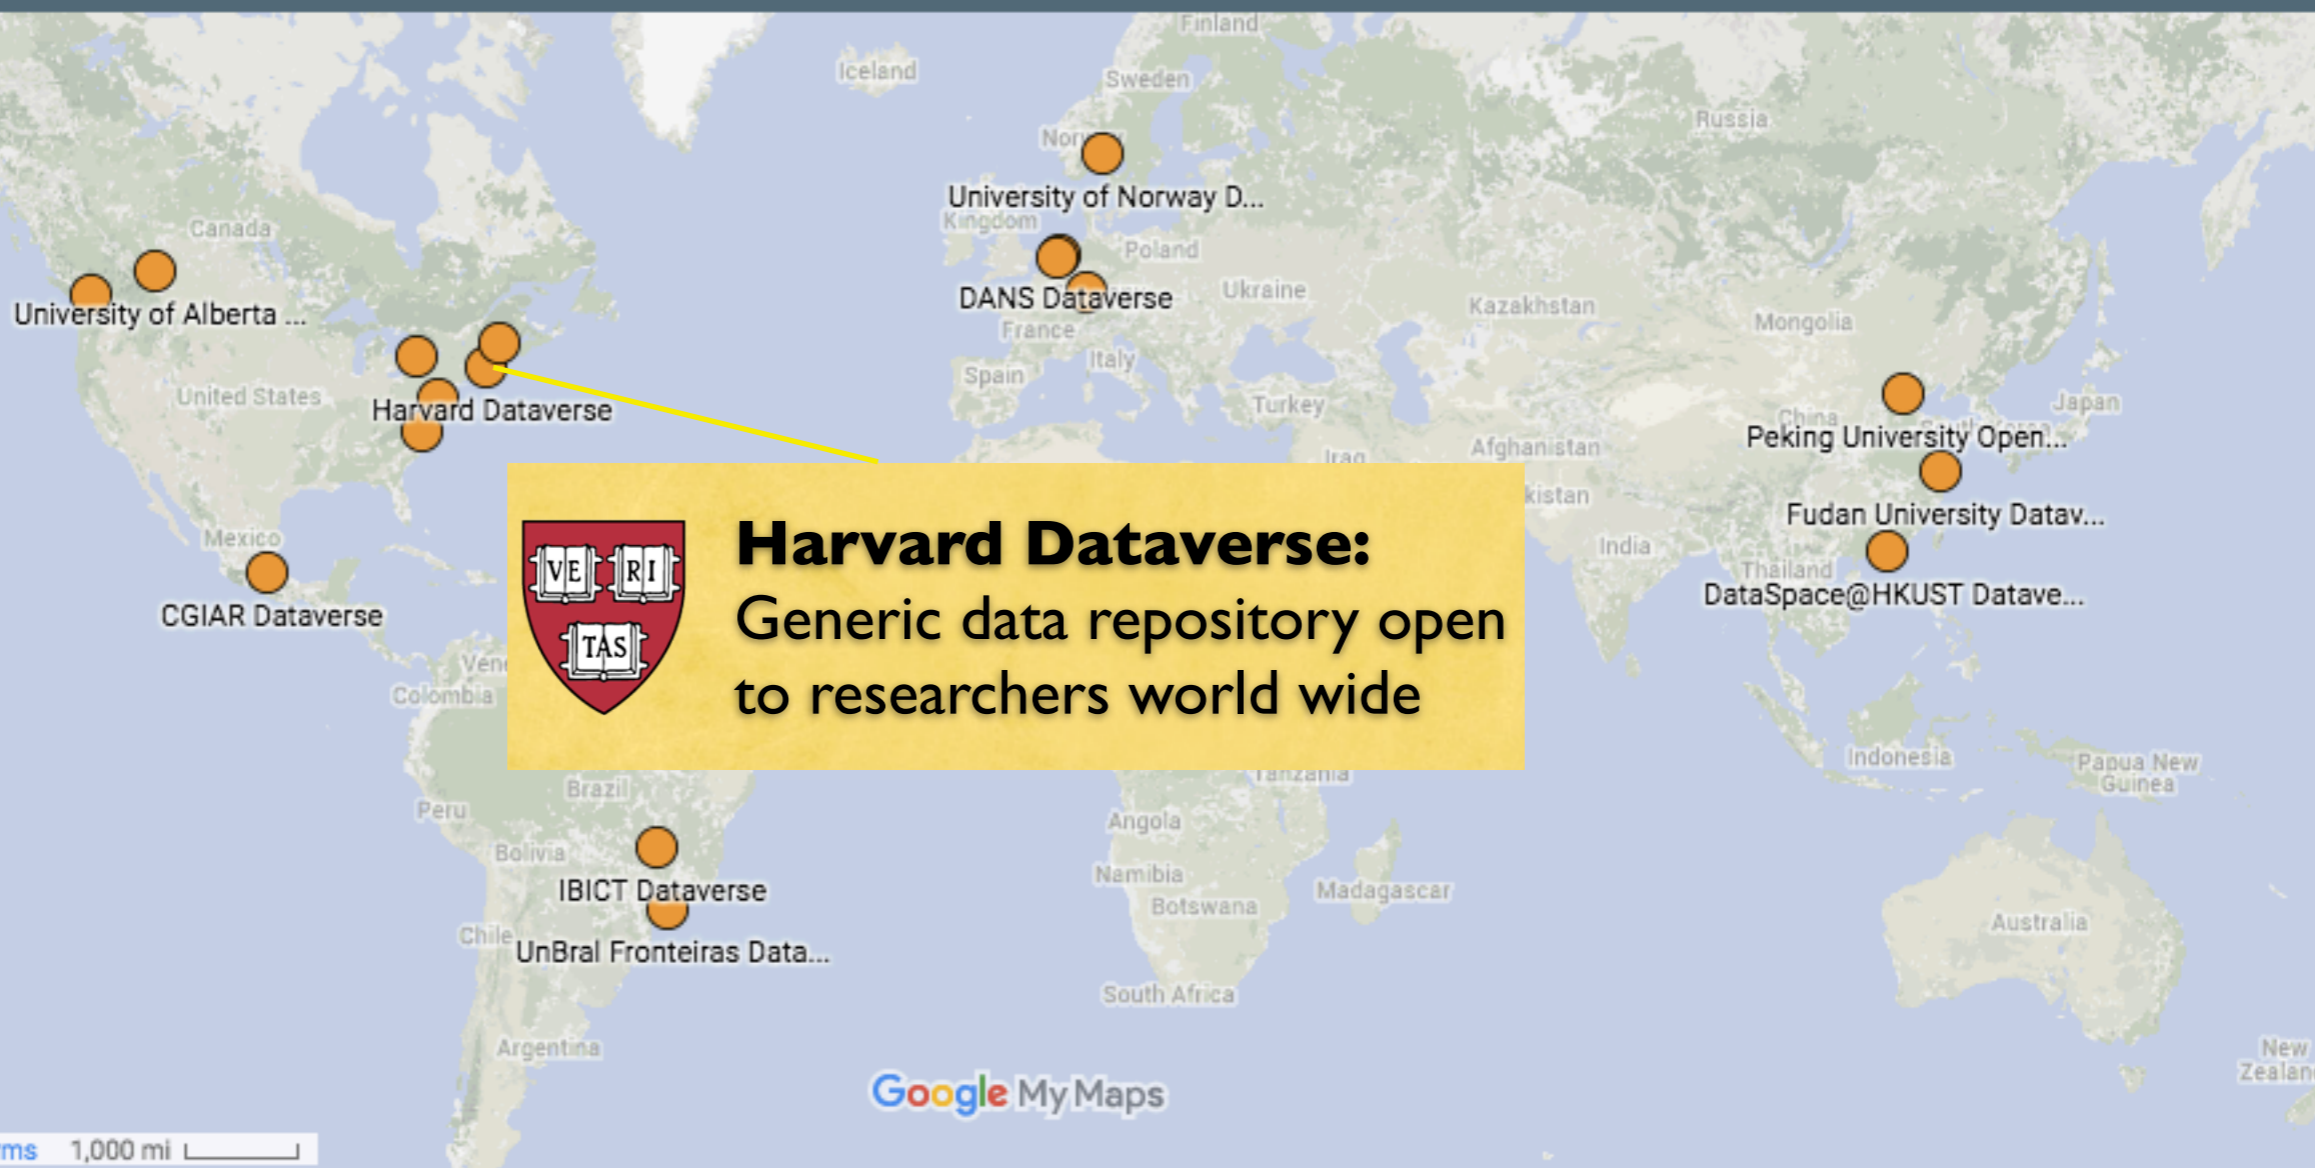 Finland
Iceland
Sweden
Russia
University of Norway D...
Kingdom
Canada
Poland
Ukraine
University of Alberta ...
DANS Dataverse
Kazakhstan
Mongolia
France
Italy
Spain
United States
Harvard Dataverse
Turkey
China
Japan
Peking University Open...
Afghanistan
Iraq
kistan
Fudan University Datav...
Mexico
India
Thailand
DataSpace@HKUST Datave...
CGIAR Dataverse
VE RI
TAS
Harvard Dataverse:
Generic data repository open
to researchers world wide
Colombia
Indonesia
Papua New
Guinea
Tanzania
Brazil
Peru
Angola
Bolivia
Namibia
Madagascar
IBICT Dataverse
Botswana
Australia
Chile
UnBral Fronteiras Data...
South Africa
Argentina
New
Zealan
Google My Maps
ms 1,000 mi